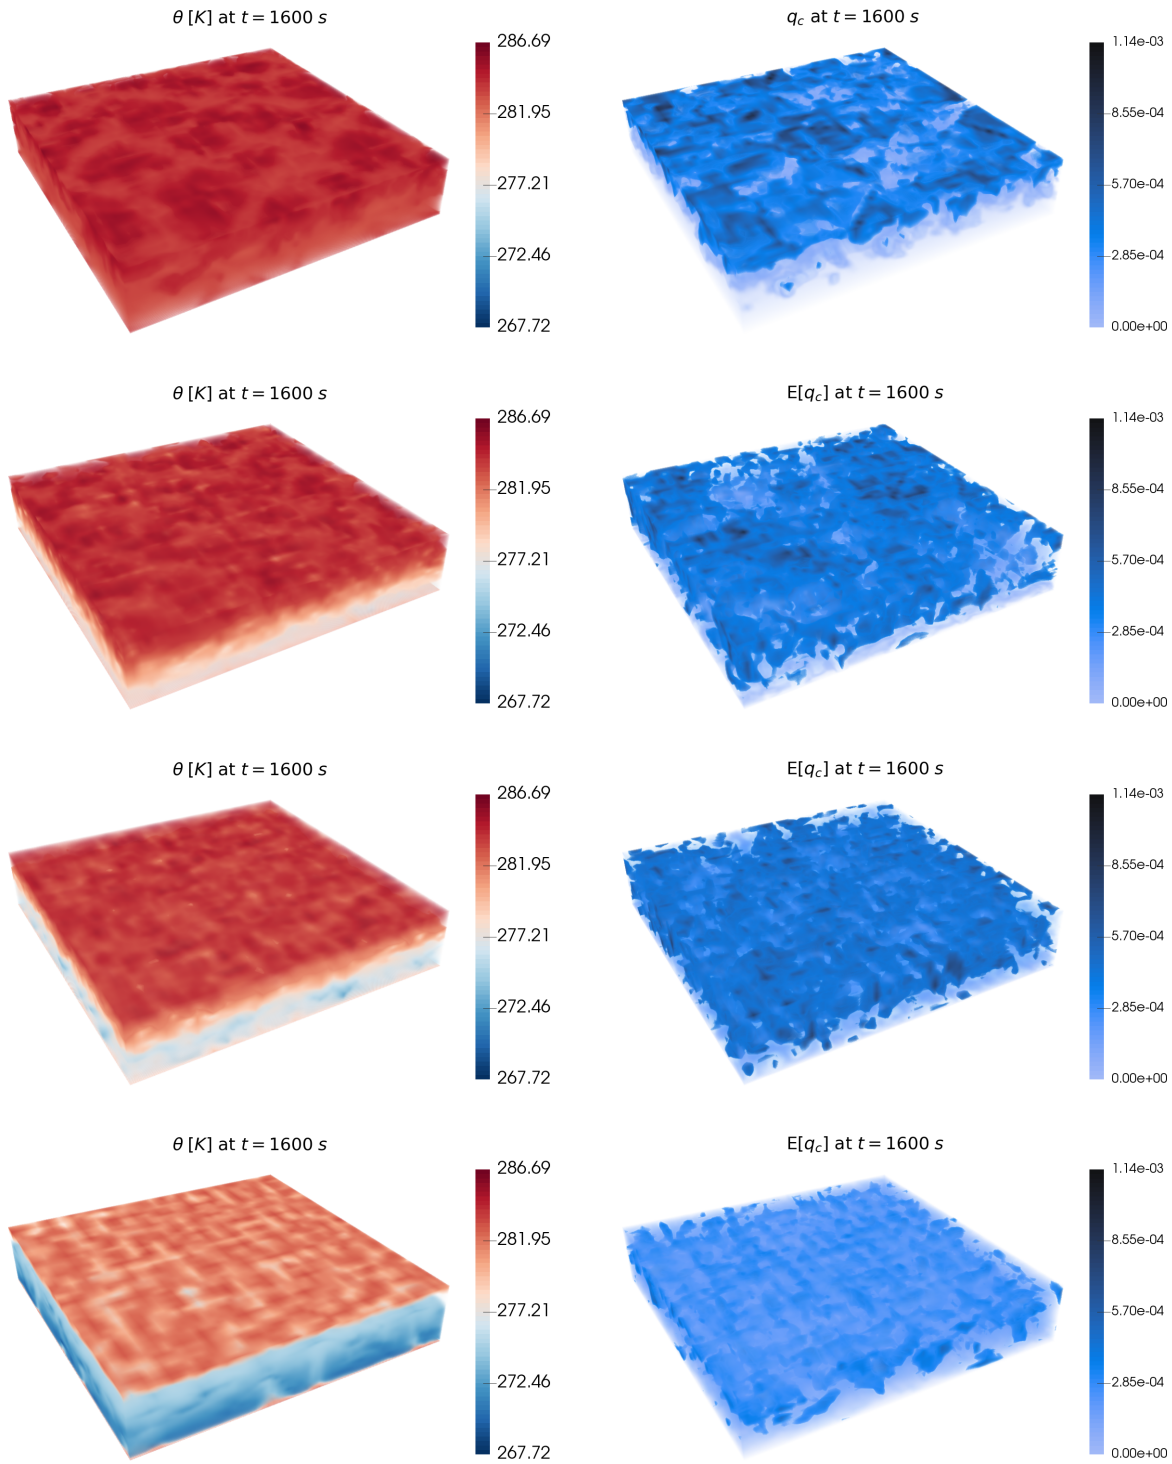 θ [K] at t = 1600 s
286.69
281.95
277.21
272.46
267.72
q_c at t = 1600 s
1.14e-03
8.55e-04
5.70e-04
2.85e-04
0.00e+00
θ [K] at t = 1600 s
286.69
281.95
277.21
272.46
267.72
E[q_c] at t = 1600 s
1.14e-03
8.55e-04
5.70e-04
2.85e-04
0.00e+00
θ [K] at t = 1600 s
286.69
281.95
277.21
272.46
267.72
E[q_c] at t = 1600 s
1.14e-03
8.55e-04
5.70e-04
2.85e-04
0.00e+00
θ [K] at t = 1600 s
286.69
281.95
277.21
272.46
267.72
E[q_c] at t = 1600 s
1.14e-03
8.55e-04
5.70e-04
2.85e-04
0.00e+00